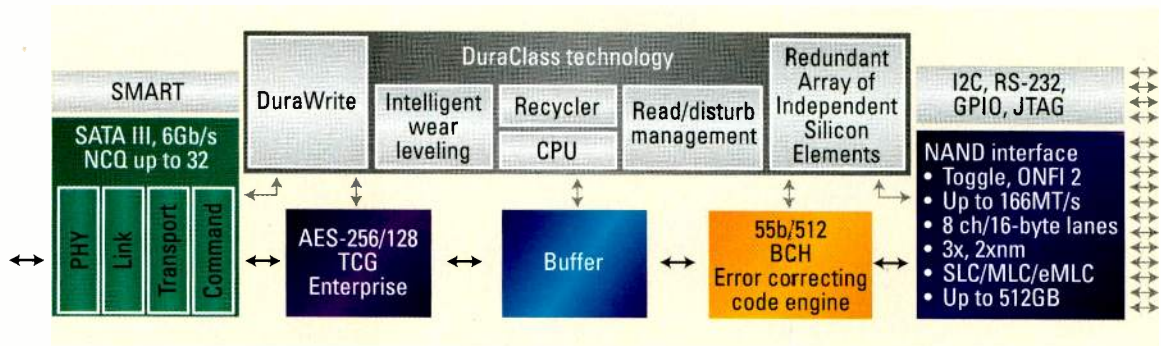 SMART
SATA III, 6Gb/s
NCQ up to 32
PHY
Link
Transport
Command
DuraClass technology
DuraWrite
Intelligent
wear
leveling
Recycler
CPU
Read/disturb
management
Redundant
Array of
Independent
Silicon
Elements
AES-256/128
TCG
Enterprise
Buffer
55b/512
BCH
Error correcting
code engine
I2C, RS-232,
GPIO, JTAG
NAND interface
• Toggle, ONFI 2
• Up to 166MT/s
• 8 ch/16-byte lanes
• 3x, 2xnm
• SLC/MLC/eMLC
• Up to 512GB